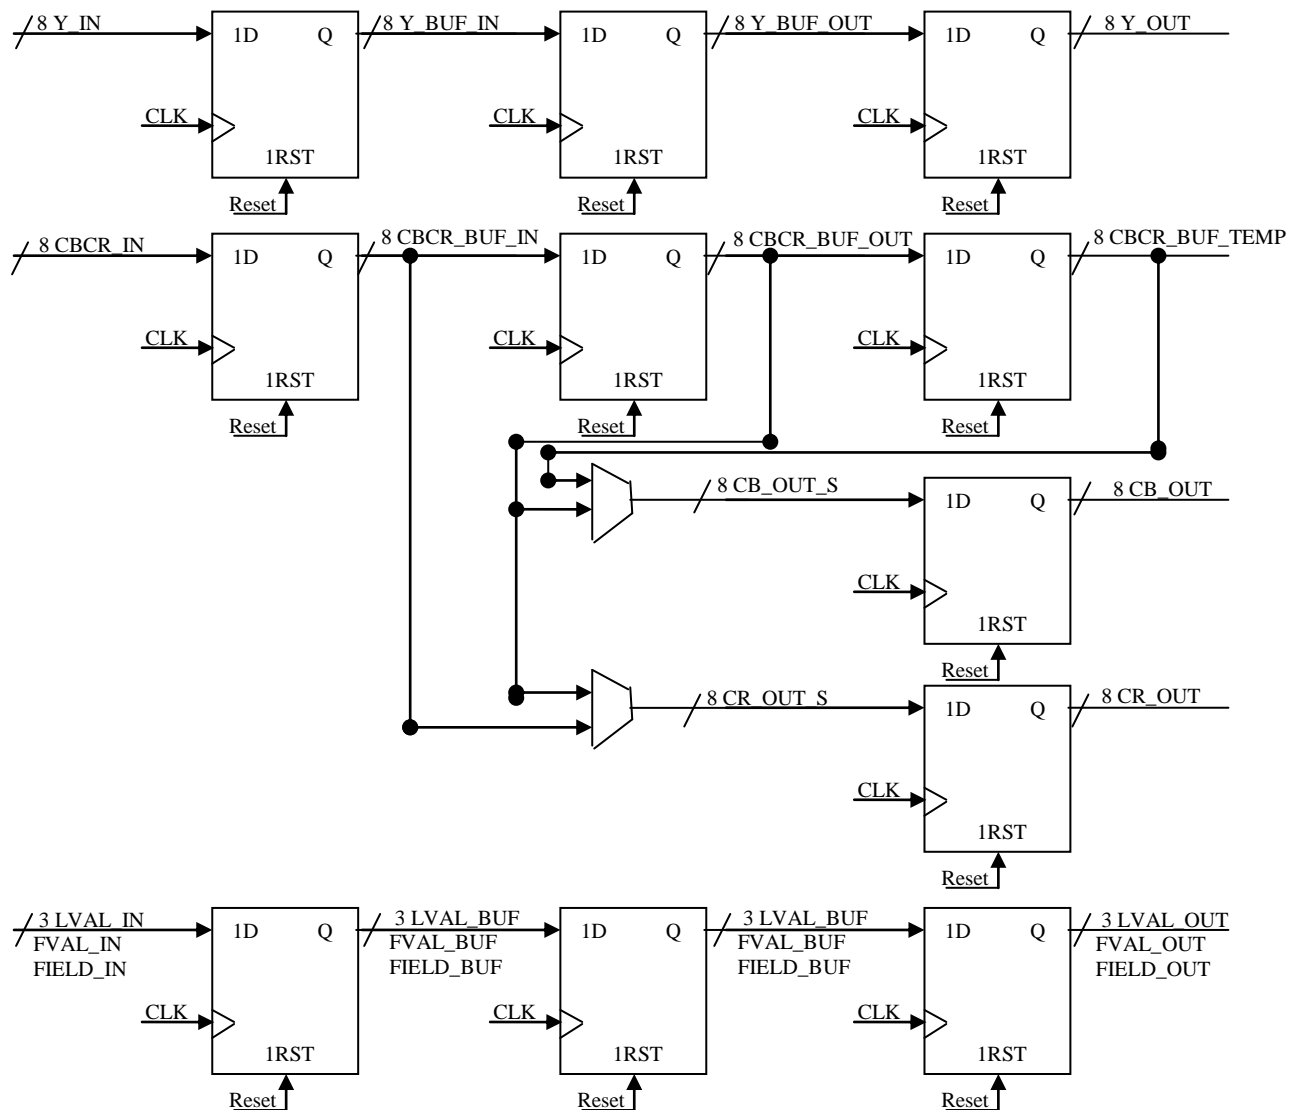 8 Y_IN
8 Y_BUF_IN
8 Y_BUF_OUT
8 Y_OUT
1D Q
1D Q
1D Q
CLK
CLK
CLK
1RST
1RST
1RST
Reset
Reset
Reset
8 CBCR_IN
8 CBCR_BUF_IN
8 CBCR_BUF_OUT
8 CBCR_BUF_TEMP
1D Q
1D Q
1D Q
CLK
CLK
CLK
1RST
1RST
1RST
Reset
Reset
Reset
8 CB_OUT_S
8 CB_OUT
1D Q
CLK
1RST
Reset
8 CR_OUT_S
8 CR_OUT
1D Q
CLK
1RST
Reset
3 LVAL_IN
FVAL_IN
FIELD_IN
3 LVAL_BUF
FVAL_BUF
FIELD_BUF
3 LVAL_BUF
FVAL_BUF
FIELD_BUF
3 LVAL_OUT
FVAL_OUT
FIELD_OUT
1D Q
1D Q
1D Q
CLK
CLK
CLK
1RST
1RST
1RST
Reset
Reset
Reset